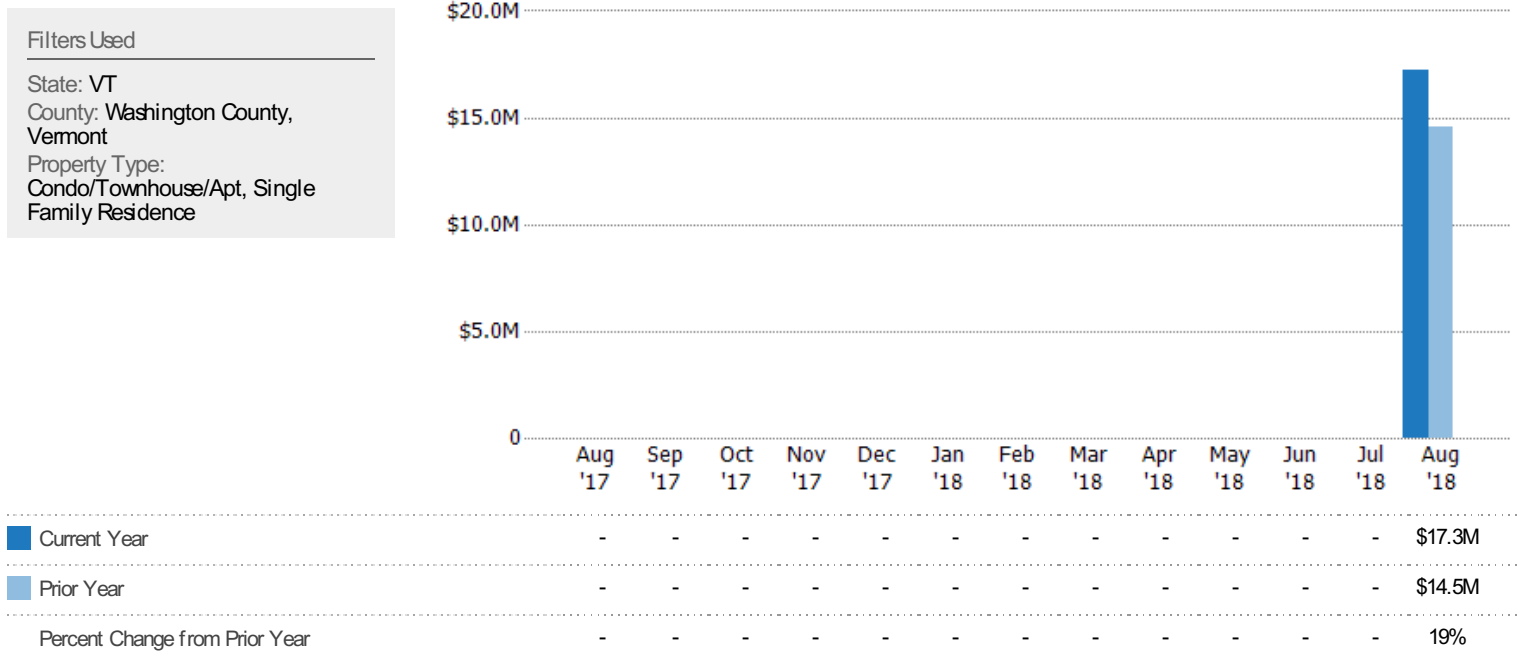 Filters Used
State: VT
County: Washington County,
Vermont
Property Type:
Condo/Townhouse/Apt, Single
Family Residence
$20.0M
$15.0M
$10.0M
$5.0M
0
Aug Sep Oct Nov Dec Jan Feb Mar Apr May Jun Jul Aug
'17 '17 '17 '17 '17 '18 '18 '18 '18 '18 '18 '18 '18
Current Year - - - - - - - - - - - - $17.3M
Prior Year - - - - - - - - - - - - $14.5M
Percent Change from Prior Year - - - - - - - - - - - - 19%